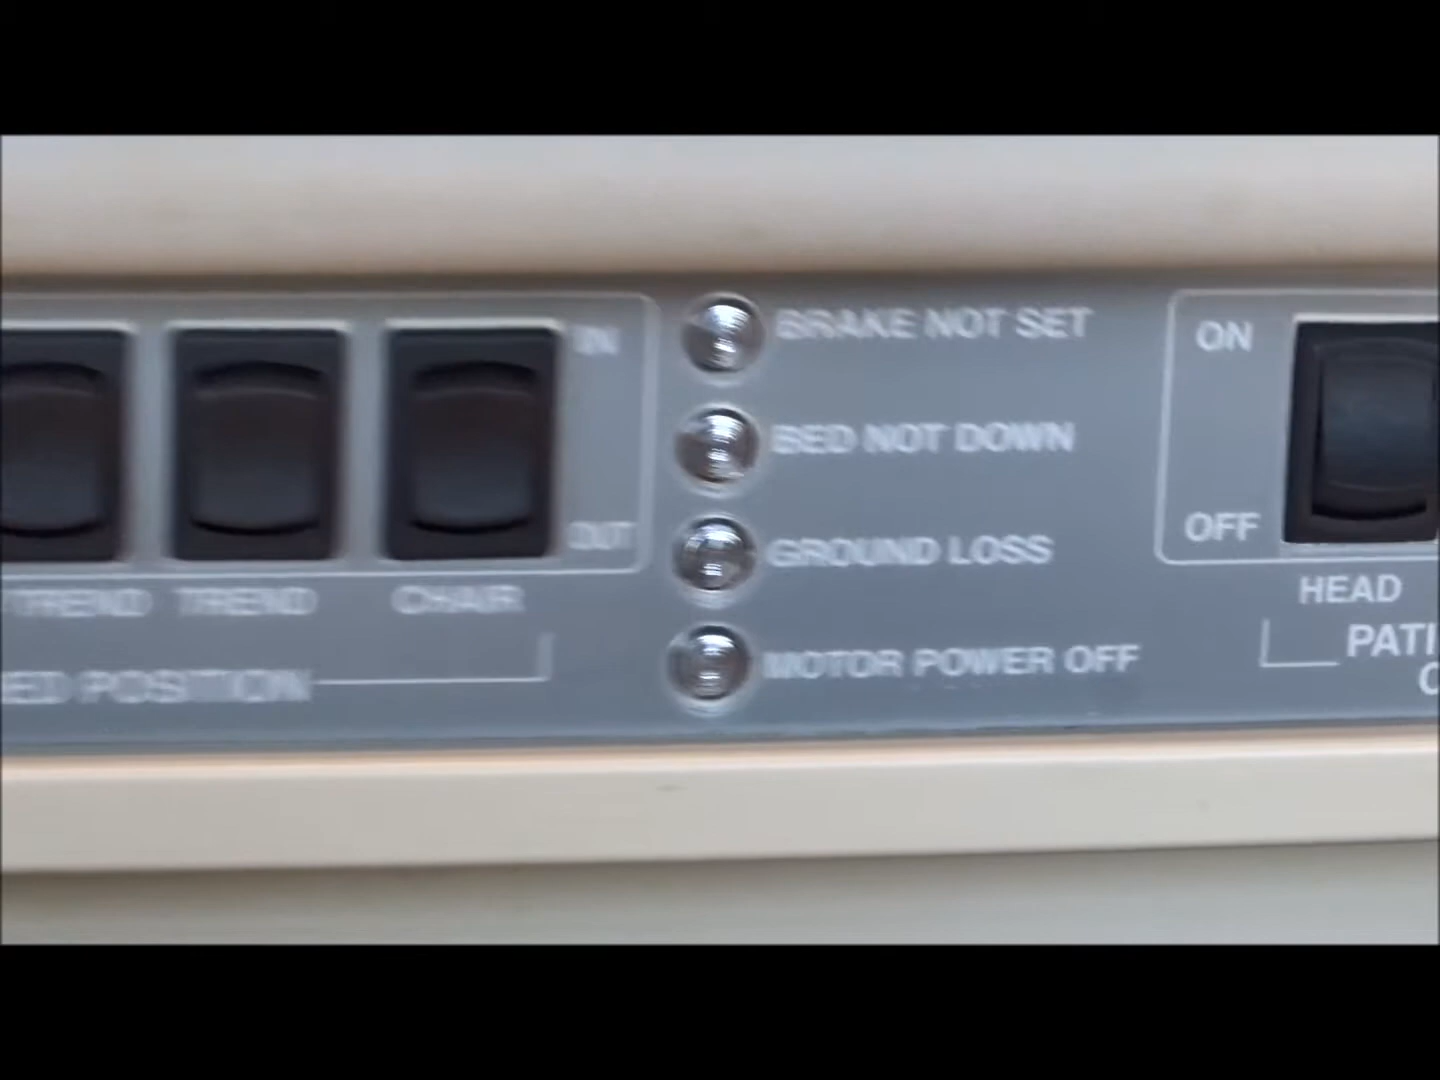 IN
OUT
TREND TREND CHAIR
ED POSITION
BRAKE NOT SET
BED NOT DOWN
GROUND LOSS
MOTOR POWER OFF
ON
OFF
HEAD
PATI
C